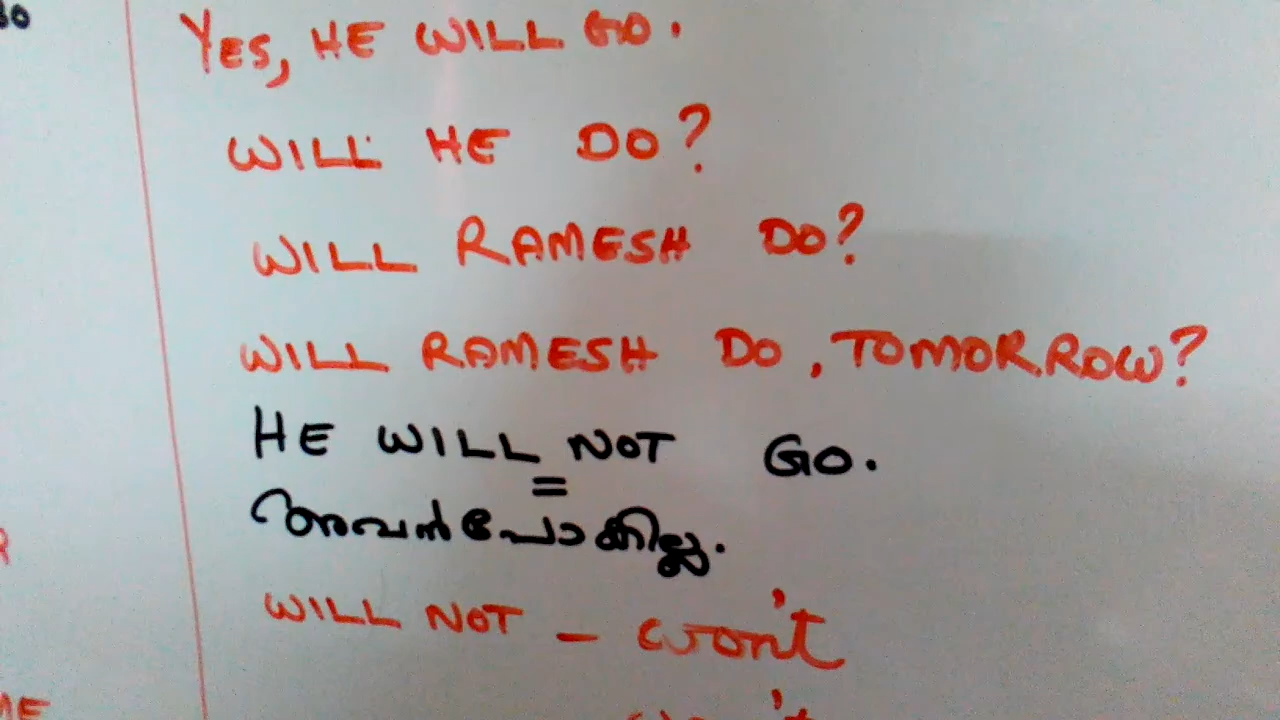 YES, HE WILL GO.
WILL HE DO?
WILL RAMESH DO?
WILL RAMESH DO, TOMORROW?
HE WILL NOT GO.
=
അവൻ പോകില്ല.
WILL NOT - won't